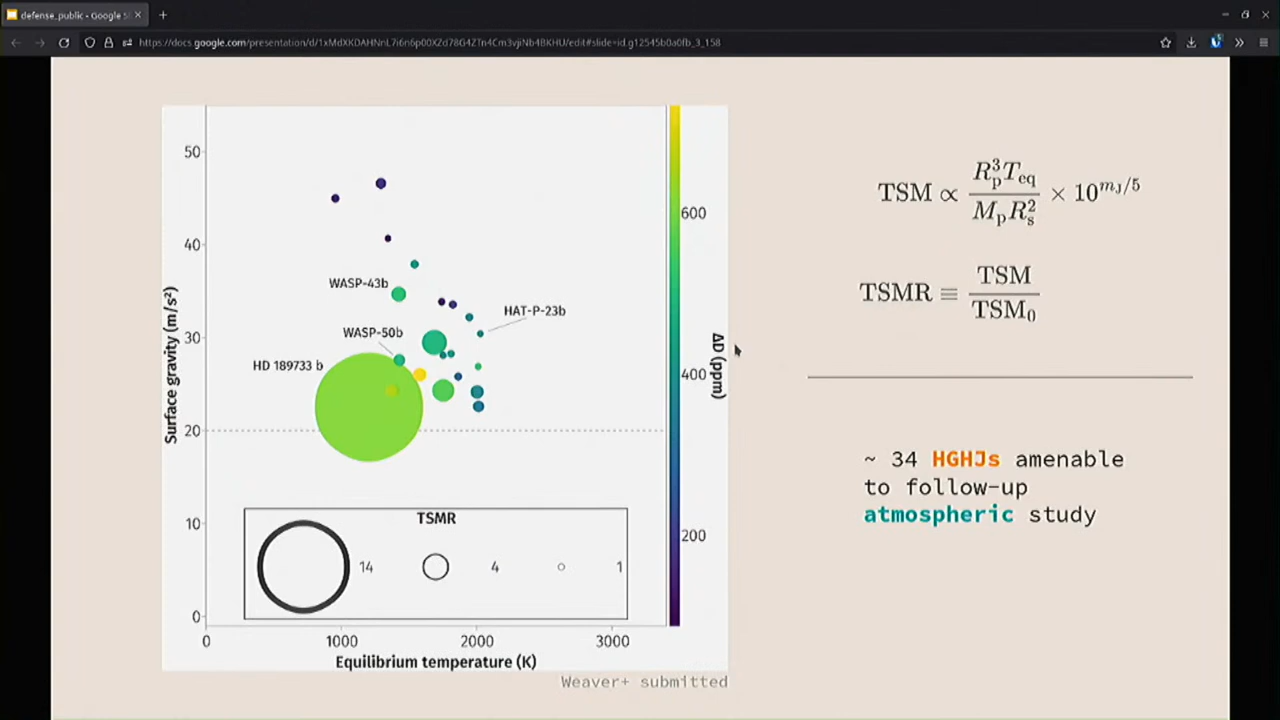 defense_public - Google S
https://docs.google.com/presentation/d/1xMdXKDAHNnL7i6n6p00XZd78G4ZTn4Cm3vjiNb4BKHU/edit#slide=id.g12545b0a0fb_3_158
50
40
30
20
10
0
Surface gravity (m/s²)
WASP-43b
HAT-P-23b
WASP-50b
HD 189733 b
TSMR
14
4
1
0
1000
2000
3000
Equilibrium temperature (K)
600
400
200
ΔD (ppm)
Weaver+ submitted
TSM ∝ R_p^3 T_eq / M_p R_s^2 × 10^{m_J/5}
TSMR ≡ TSM / TSM_0
~ 34 HGHJs amenable
to follow-up
atmospheric study